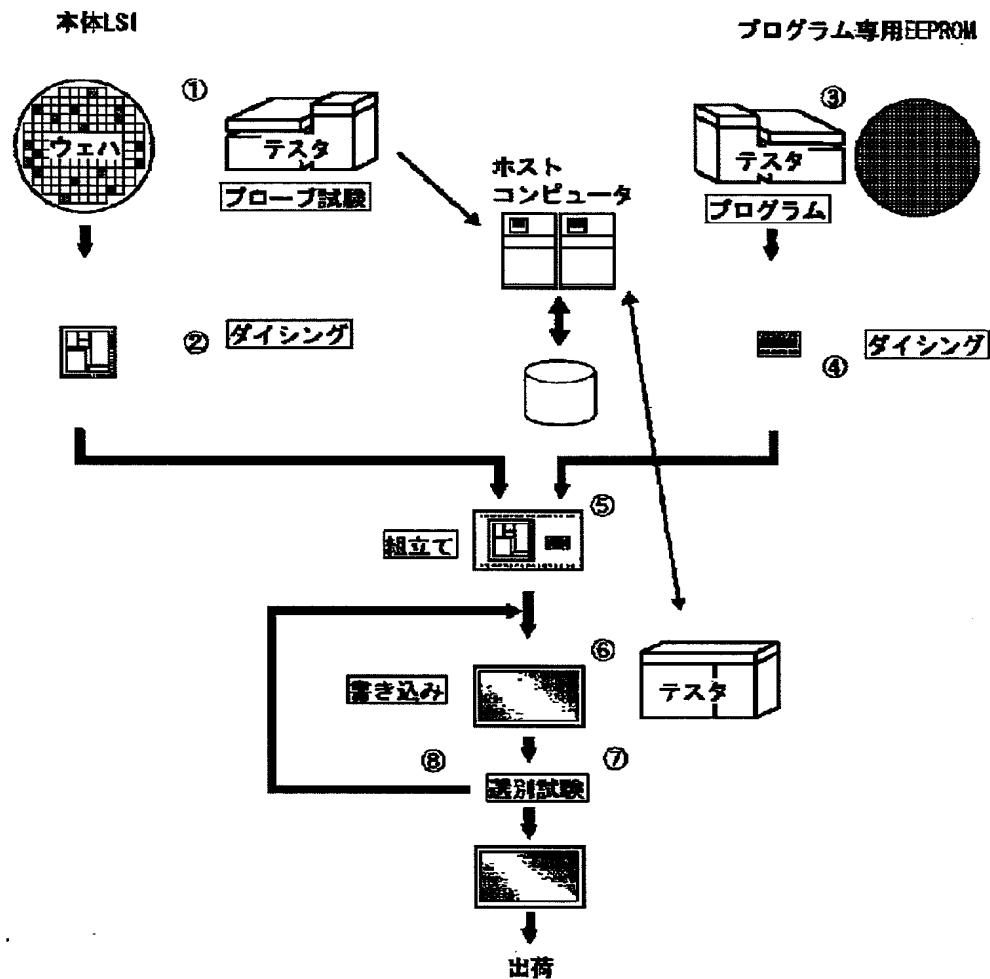 本体LSI
プログラム専用EEPROM
①
③
ウェハ
テスタ
テスタ
プローブ試験
ホスト
コンピュータ
プログラム
②
ダイシング
④
ダイシング
⑤
組立て
⑥
書き込み
テスタ
⑧
⑦
選別試験
出荷